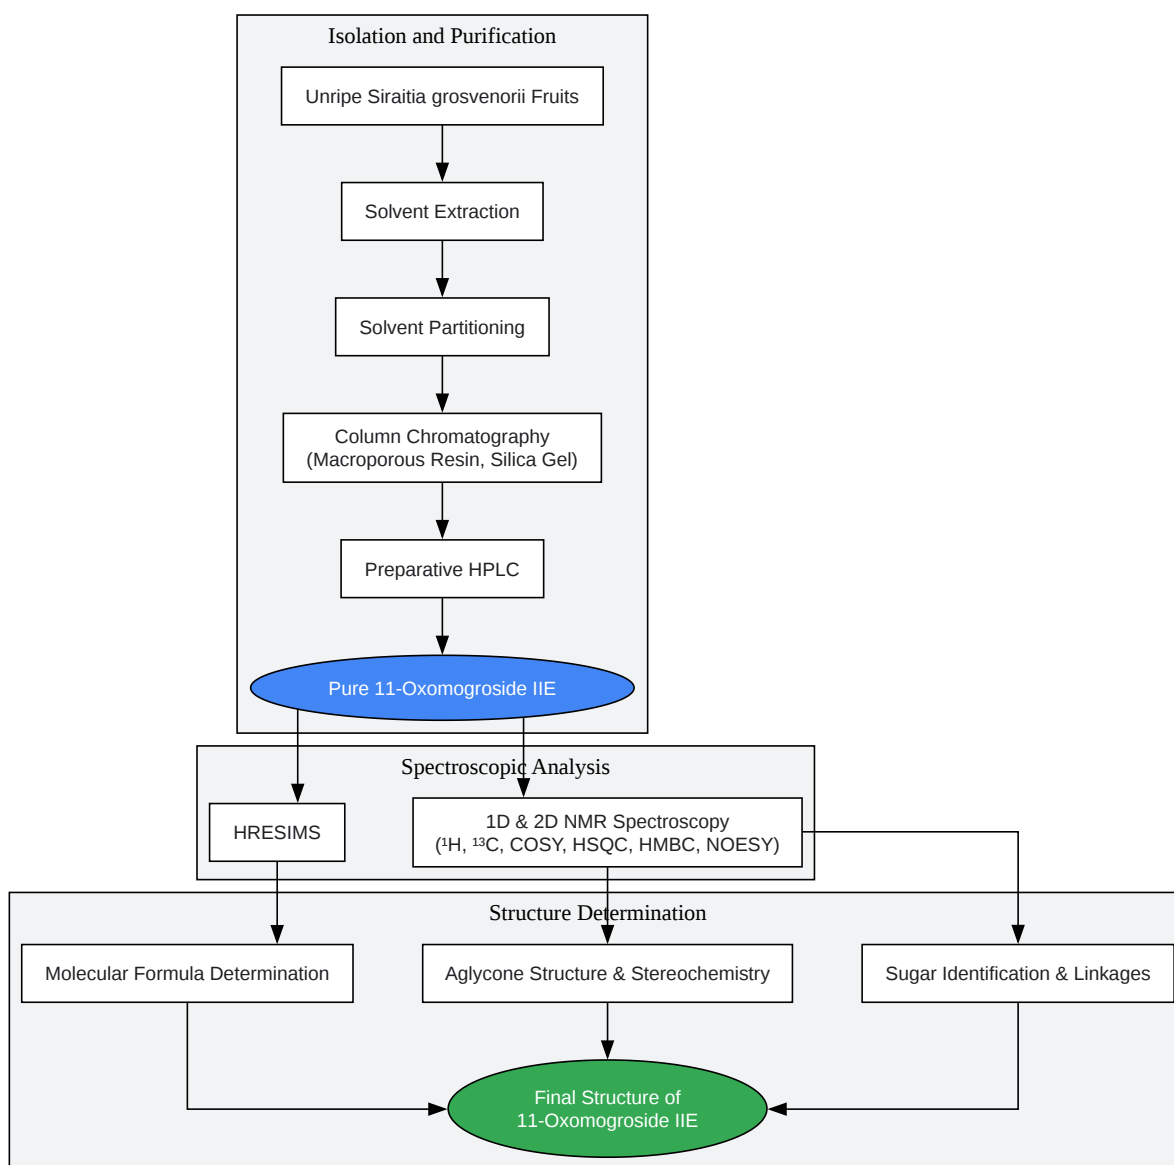 Isolation and Purification
Unripe Siraitia grosvenorii Fruits
Solvent Extraction
Solvent Partitioning
Column Chromatography
(Macroporous Resin, Silica Gel)
Preparative HPLC
Pure 11-Oxomogroside IIE
Spectroscopic Analysis
HRESIMS
1D & 2D NMR Spectroscopy
(¹H, ¹³C, COSY, HSQC, HMBC, NOESY)
Structure Determination
Molecular Formula Determination
Aglycone Structure & Stereochemistry
Sugar Identification & Linkages
Final Structure of
11-Oxomogroside IIE